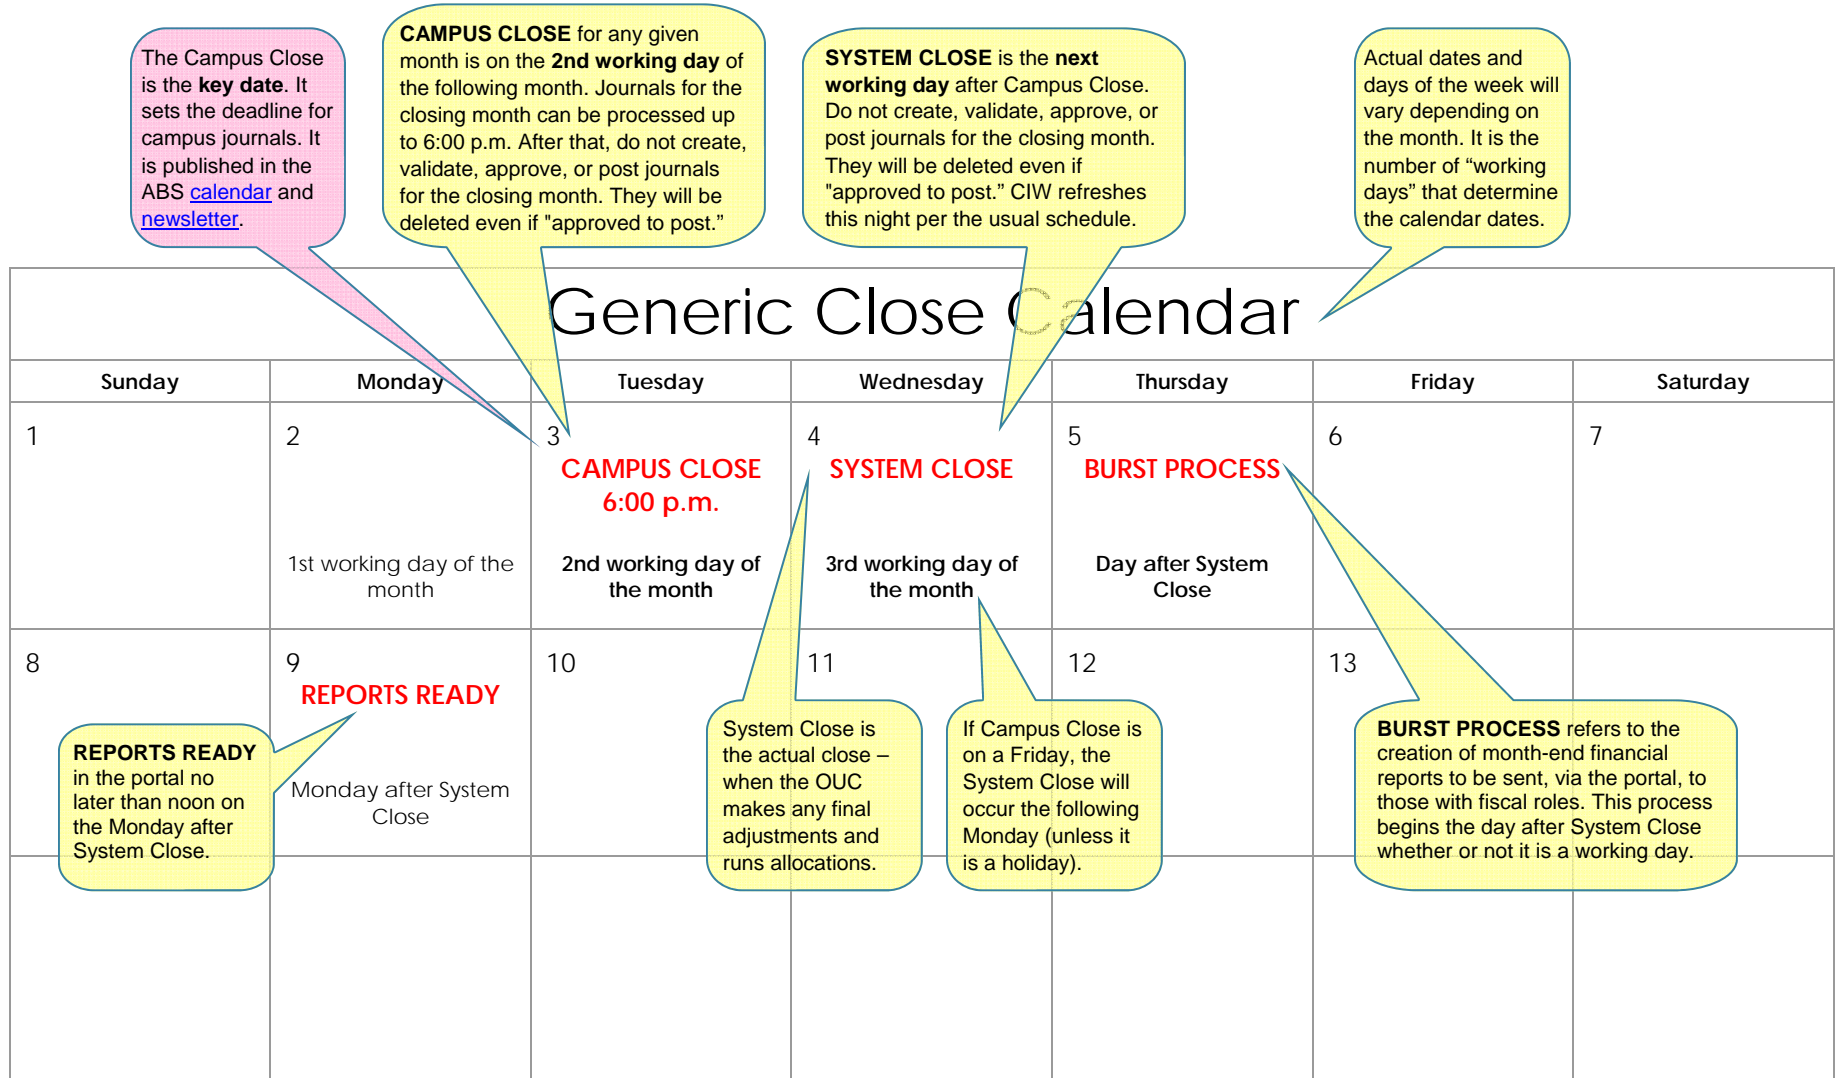 The Campus Close
is the key date. It
sets the deadline for
campus journals. It
is published in the
ABS calendar and
newsletter.
CAMPUS CLOSE for any given
month is on the 2nd working day of
the following month. Journals for the
closing month can be processed up
to 6:00 p.m. After that, do not create,
validate, approve, or post journals
for the closing month. They will be
deleted even if "approved to post.”
SYSTEM CLOSE is the next
working day after Campus Close.
Do not create, validate, approve, or
post journals for the closing month.
They will be deleted even if
"approved to post.” CIW refreshes
this night per the usual schedule.
Actual dates and
days of the week will
vary depending on
the month. It is the
number of “working
days” that determine
the calendar dates.
Generic Close Calendar
Sunday
Monday
Tuesday
Wednesday
Thursday
Friday
Saturday
1
2
1st working day of the
month
3
CAMPUS CLOSE
6:00 p.m.
2nd working day of
the month
4
SYSTEM CLOSE
3rd working day of
the month
5
BURST PROCESS
Day after System
Close
6
7
8
9
REPORTS READY
Monday after System
Close
10
11
12
13
REPORTS READY
in the portal no
later than noon on
the Monday after
System Close.
System Close is
the actual close –
when the OUC
makes any final
adjustments and
runs allocations.
If Campus Close is
on a Friday, the
System Close will
occur the following
Monday (unless it
is a holiday).
BURST PROCESS refers to the
creation of month-end financial
reports to be sent, via the portal, to
those with fiscal roles. This process
begins the day after System Close
whether or not it is a working day.